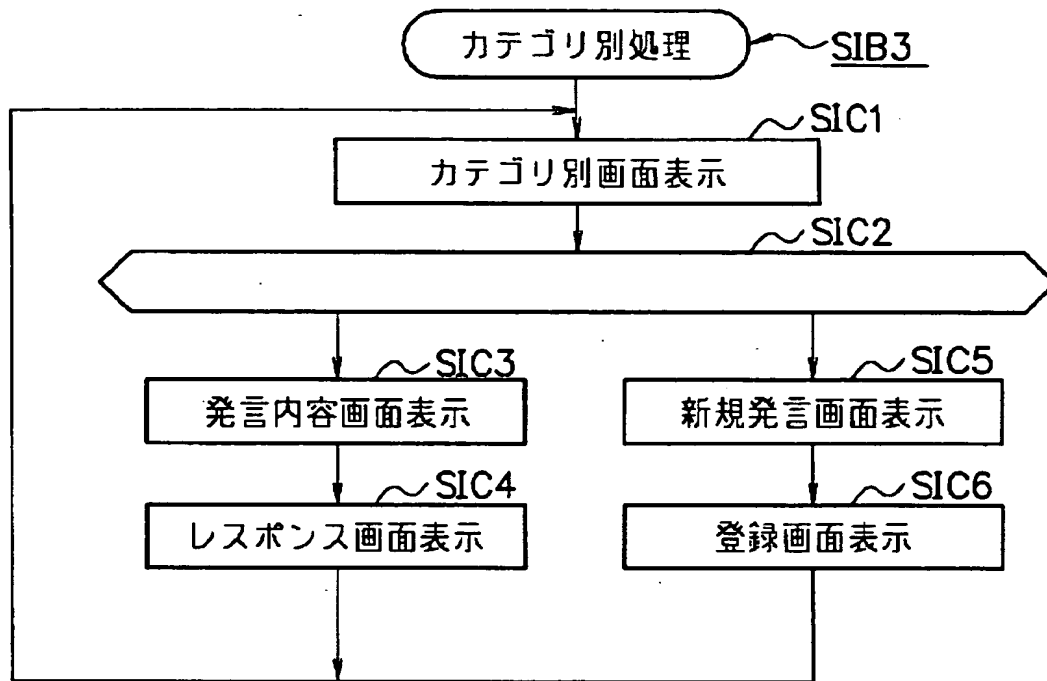 カテゴリ別処理
SIB3
SIC1
カテゴリ別画面表示
SIC2
SIC3
発言内容画面表示
SIC5
新規発言画面表示
SIC4
レスポンス画面表示
SIC6
登録画面表示